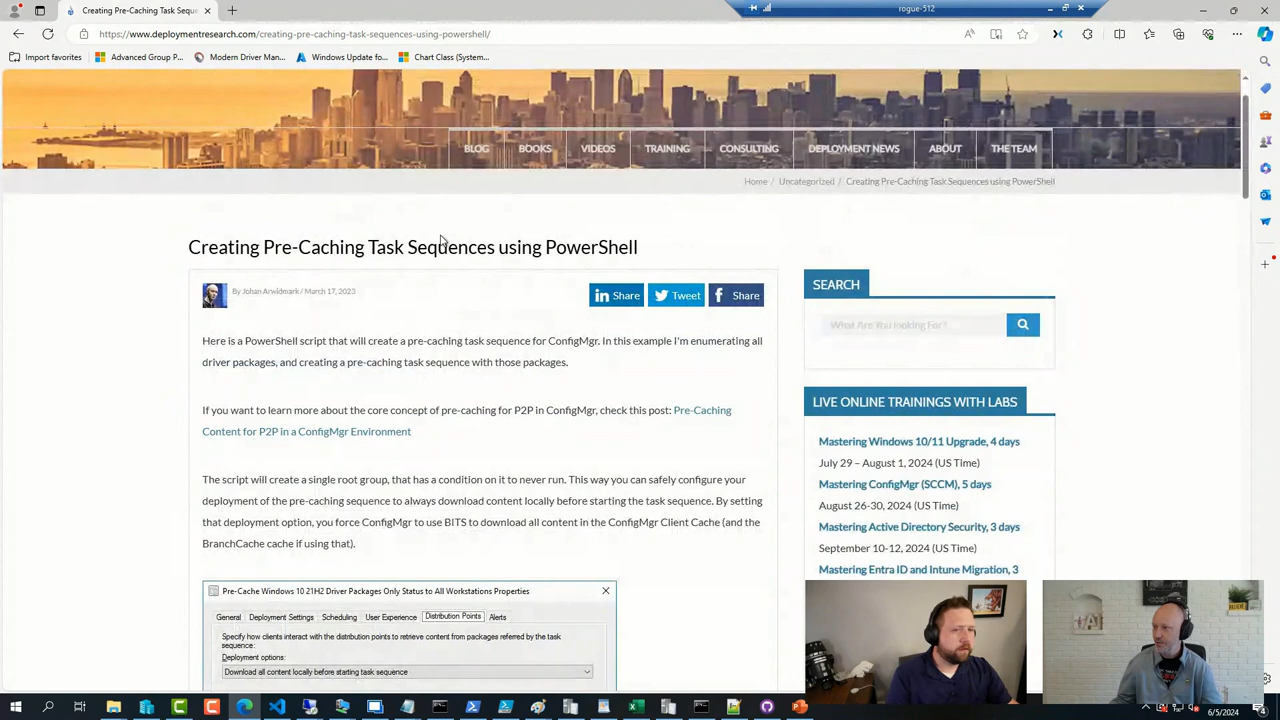 Creating Pre-Caching Task Sequ
rogue-512
https://www.deploymentresearch.com/creating-pre-caching-task-sequences-using-powershell/
Import favorites
Advanced Group P...
Modern Driver Man...
Windows Update fo...
Chart Class (System...
BLOG
BOOKS
VIDEOS
TRAINING
CONSULTING
DEPLOYMENT NEWS
ABOUT
THE TEAM
Home / Uncategorized / Creating Pre-Caching Task Sequences using PowerShell
Creating Pre-Caching Task Sequences using PowerShell
By Johan Arwidmark / March 17, 2023
Share
Tweet
Share
Here is a PowerShell script that will create a pre-caching task sequence for ConfigMgr. In this example I'm enumerating all
driver packages, and creating a pre-caching task sequence with those packages.
If you want to learn more about the core concept of pre-caching for P2P in ConfigMgr, check this post: Pre-Caching
Content for P2P in a ConfigMgr Environment
The script will create a single root group, that has a condition on it to never run. This way you can safely configure your
deployment of the pre-caching sequence to always download content locally before starting the task sequence. By setting
that deployment option, you force ConfigMgr to use BITS to download all content in the ConfigMgr Client Cache (and the
BranchCache cache if using that).
Pre-Cache Windows 10 21H2 Driver Packages Only Status to All Workstations Properties
General
Deployment Settings
Scheduling
User Experience
Distribution Points
Alerts
Specify how clients interact with the distribution points to retrieve content from packages referred by the task
sequence:
Deployment options:
Download all content locally before starting task sequence
SEARCH
What Are You looking For?
LIVE ONLINE TRAININGS WITH LABS
Mastering Windows 10/11 Upgrade, 4 days
July 29 – August 1, 2024 (US Time)
Mastering ConfigMgr (SCCM), 5 days
August 26-30, 2024 (US Time)
Mastering Active Directory Security, 3 days
September 10-12, 2024 (US Time)
Mastering Entra ID and Intune Migration, 3
6/5/2024